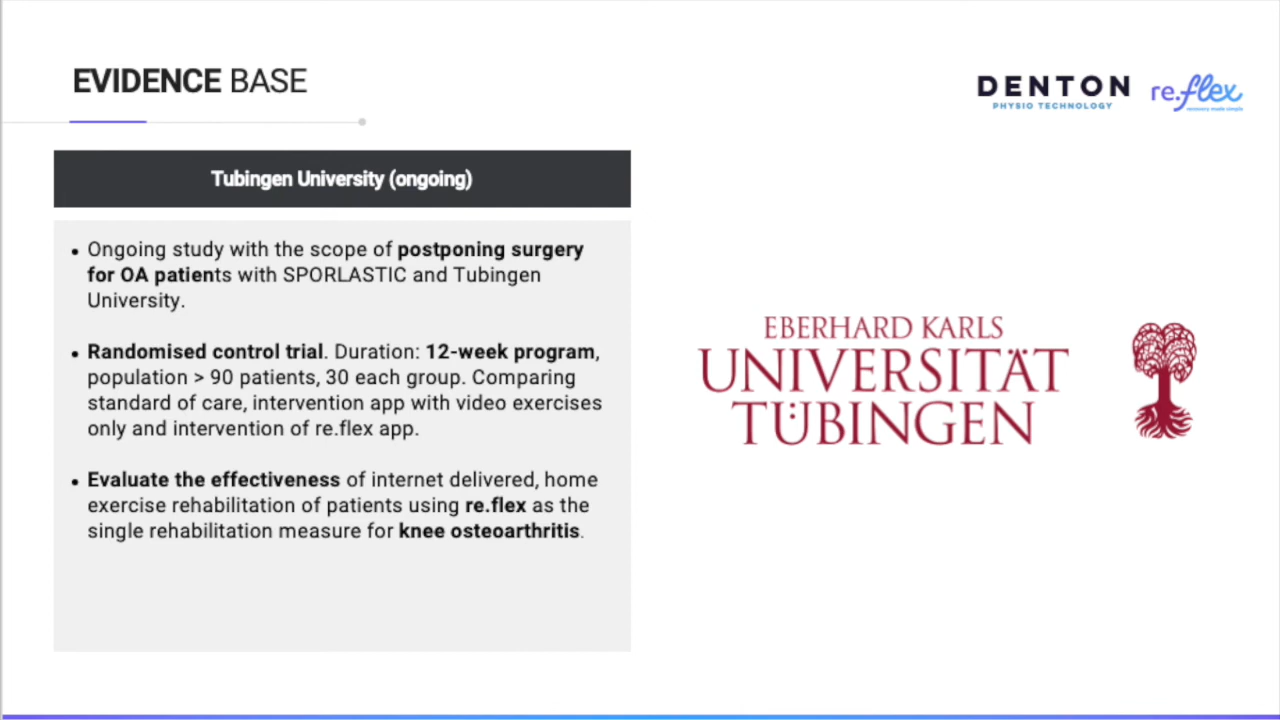 EVIDENCE BASE
DENTON
PHYSIO TECHNOLOGY
re.flex
recovery made simple
Tubingen University (ongoing)
• Ongoing study with the scope of postponing surgery
for OA patients with SPORLASTIC and Tubingen
University.
• Randomised control trial. Duration: 12-week program,
population > 90 patients, 30 each group. Comparing
standard of care, intervention app with video exercises
only and intervention of re.flex app.
• Evaluate the effectiveness of internet delivered, home
exercise rehabilitation of patients using re.flex as the
single rehabilitation measure for knee osteoarthritis.
EBERHARD KARLS
UNIVERSITÄT
TÜBINGEN